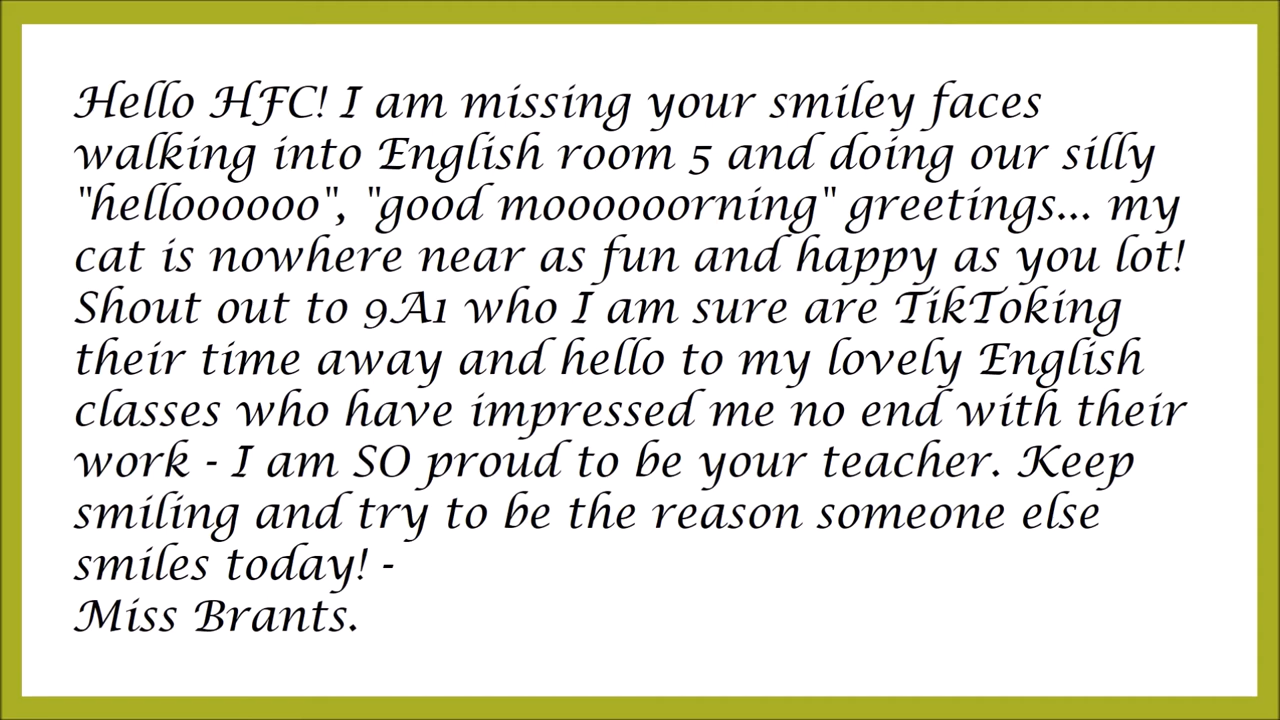 Hello HFC! I am missing your smiley faces
walking into English room 5 and doing our silly
"helloooooo", "good moooooorning" greetings... my
cat is nowhere near as fun and happy as you lot!
Shout out to 9A1 who I am sure are TikToking
their time away and hello to my lovely English
classes who have impressed me no end with their
work - I am SO proud to be your teacher. Keep
smiling and try to be the reason someone else
smiles today! -
Miss Brants.